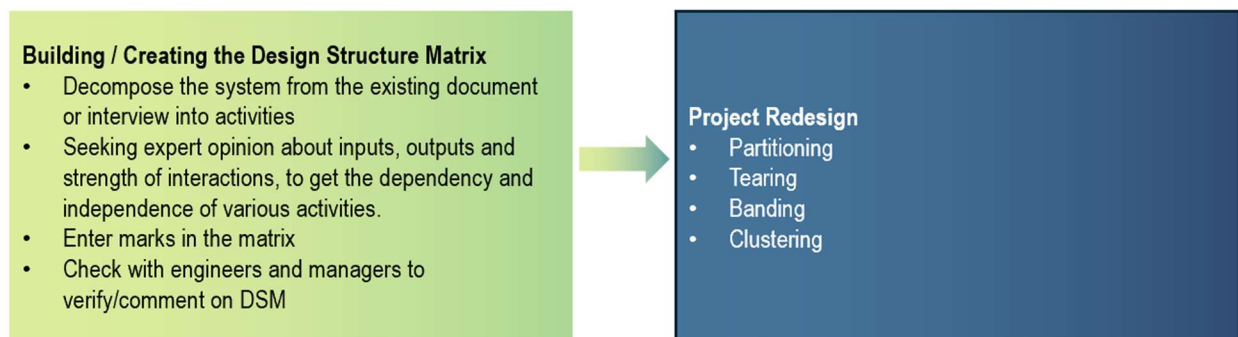 Building / Creating the Design Structure Matrix
• Decompose the system from the existing document
or interview into activities
• Seeking expert opinion about inputs, outputs and
strength of interactions, to get the dependency and
independence of various activities.
• Enter marks in the matrix
• Check with engineers and managers to
verify/comment on DSM
Project Redesign
• Partitioning
• Tearing
• Banding
• Clustering